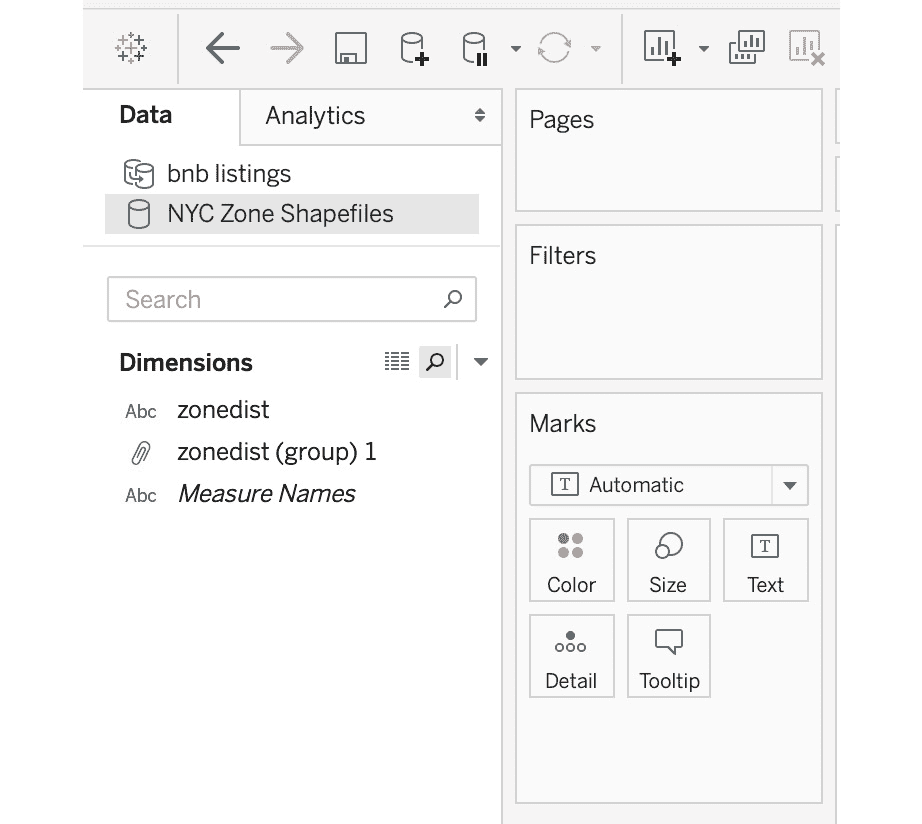 Data
Analytics
bnb listings
NYC Zone Shapefiles
Search
Dimensions
Abc zonedist
zonedist (group) 1
Abc Measure Names
Pages
Filters
Marks
T Automatic
Color
Size
T
Text
Detail
Tooltip